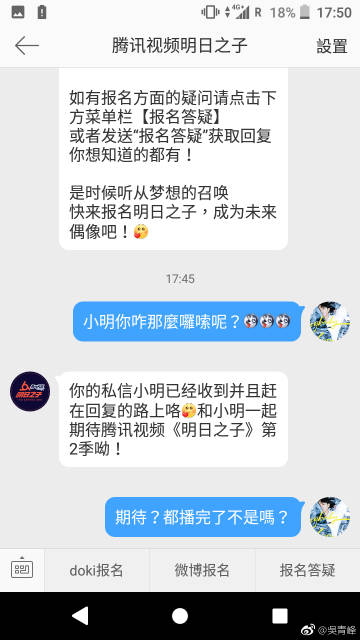 4G+ R 18% 17:50
腾讯视频明日之子
設置
如有报名方面的疑问请点击下
方菜单栏【报名答疑】
或者发送“报名答疑”获取回复
你想知道的都有！
是时候听从梦想的召唤
快来报名明日之子，成为未来
偶像吧！
17:45
小明你咋那麼囉嗦呢？
你的私信小明已经收到并且赶
在回复的路上咯和小明一起
期待腾讯视频《明日之子》第
2季呦！
明日之子
期待？都播完了不是嗎？
doki报名
微博报名
报名答疑
@吳青峰